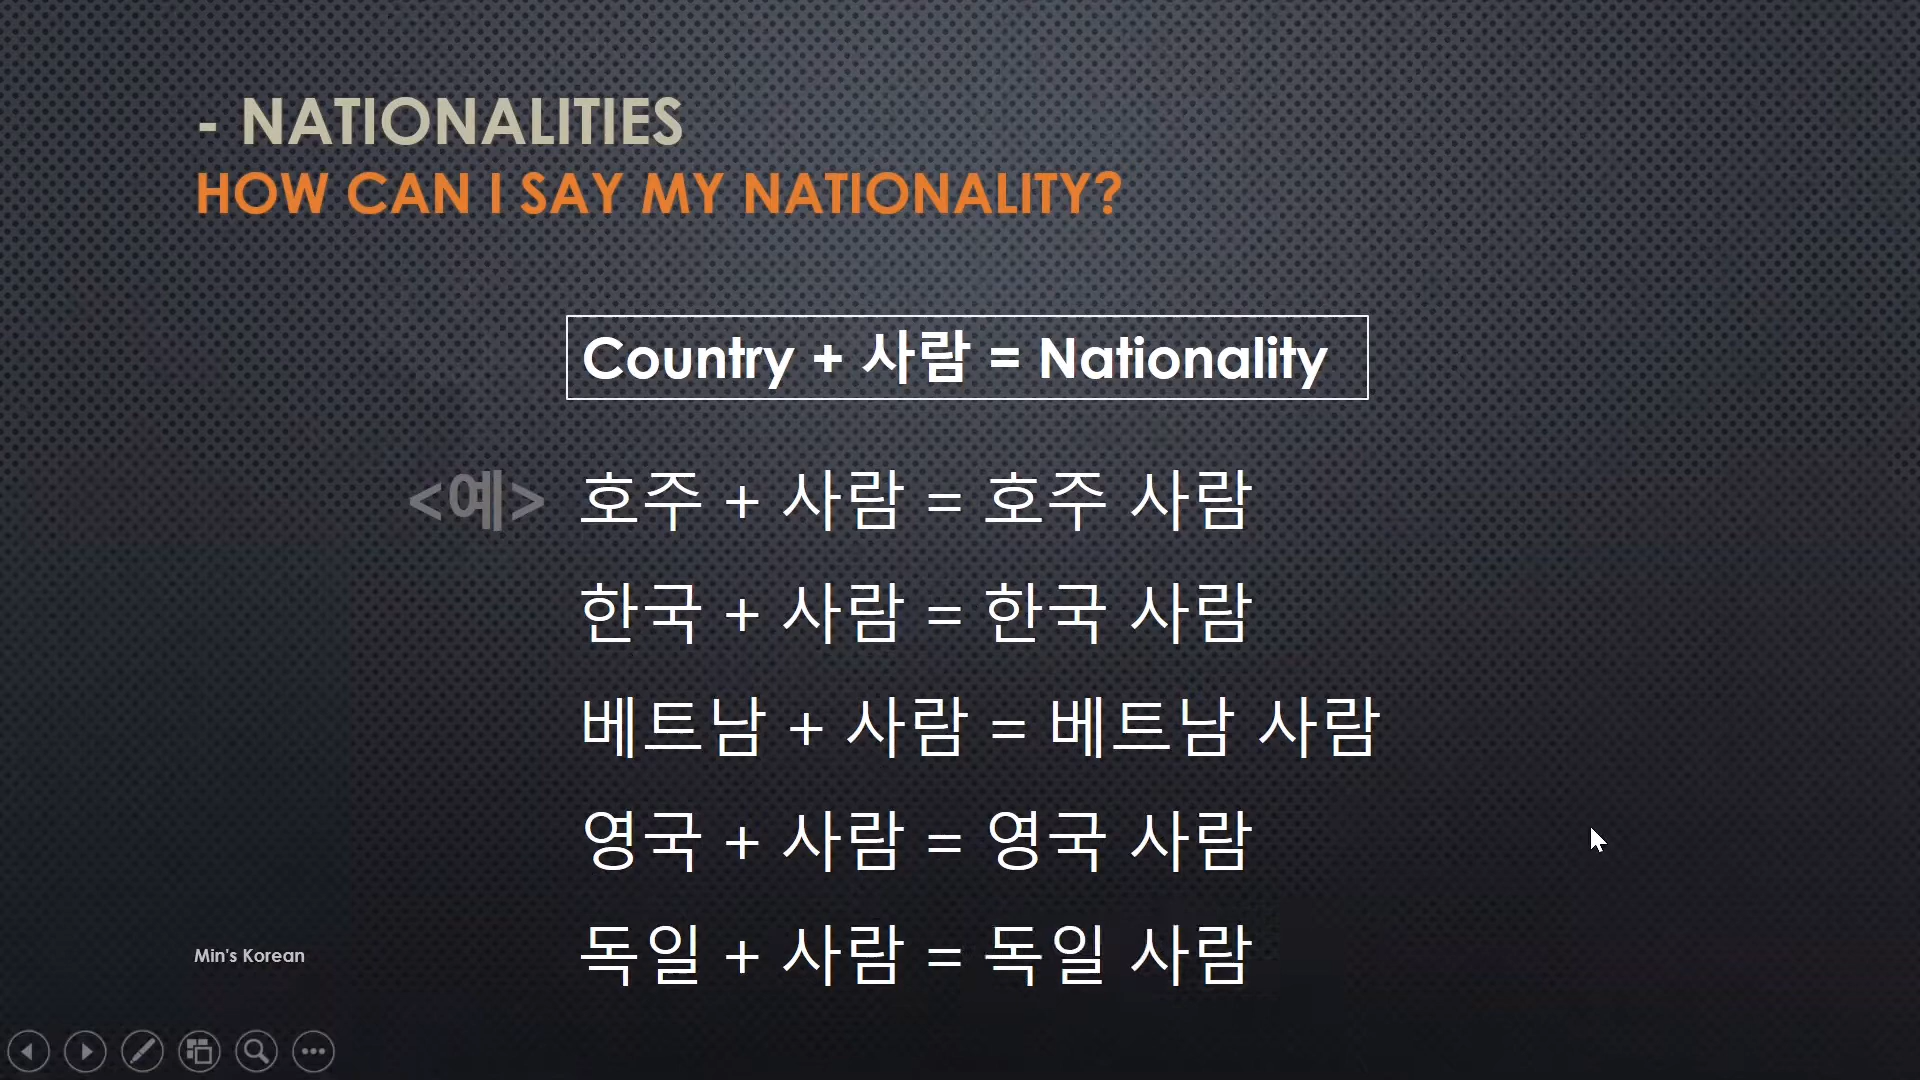 - NATIONALITIES
HOW CAN I SAY MY NATIONALITY?
Country + 사람 = Nationality
<예> 호주 + 사람 = 호주 사람
한국 + 사람 = 한국 사람
베트남 + 사람 = 베트남 사람
영국 + 사람 = 영국 사람
독일 + 사람 = 독일 사람
Min's Korean